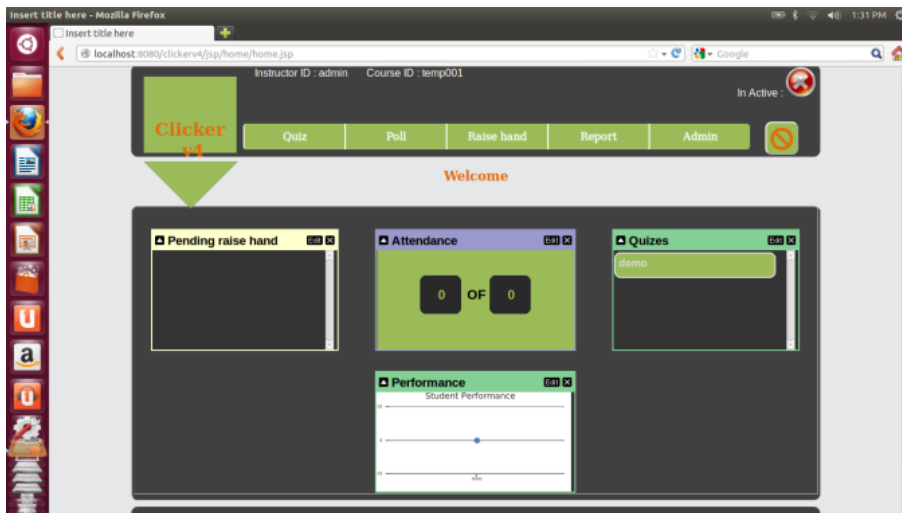 Insert title here - Mozilla Firefox
1:31 PM
Insert title here
localhost:8080/clickerv4/jsp/home/home.jsp
Google
Instructor ID : admin Course ID : temp001
In Active :
Clicker v4
Quiz Poll Raise hand Report Admin
Welcome
Pending raise hand Edit
Attendance Edit
Quizes Edit
demo
0 OF 0
Performance Edit
Student Performance